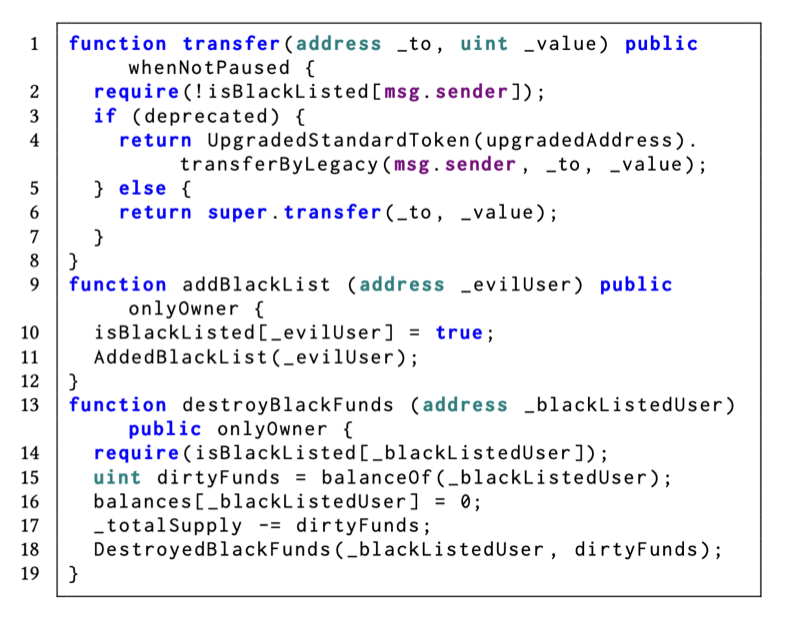 1 function transfer(address _to, uint _value) public
whenNotPaused {
2 require(!isBlackListed[msg.sender]);
3 if (deprecated) {
4 return UpgradedStandardToken(upgradedAddress).
transferByLegacy(msg.sender, _to, _value);
5 } else {
6 return super.transfer(_to, _value);
7 }
8 }
9 function addBlackList (address _evilUser) public
onlyOwner {
10 isBlackListed[_evilUser] = true;
11 AddedBlackList(_evilUser);
12 }
13 function destroyBlackFunds (address _blackListedUser)
public onlyOwner {
14 require(isBlackListed[_blackListedUser]);
15 uint dirtyFunds = balanceOf(_blackListedUser);
16 balances[_blackListedUser] = 0;
17 _totalSupply -= dirtyFunds;
18 DestroyedBlackFunds(_blackListedUser, dirtyFunds);
19 }